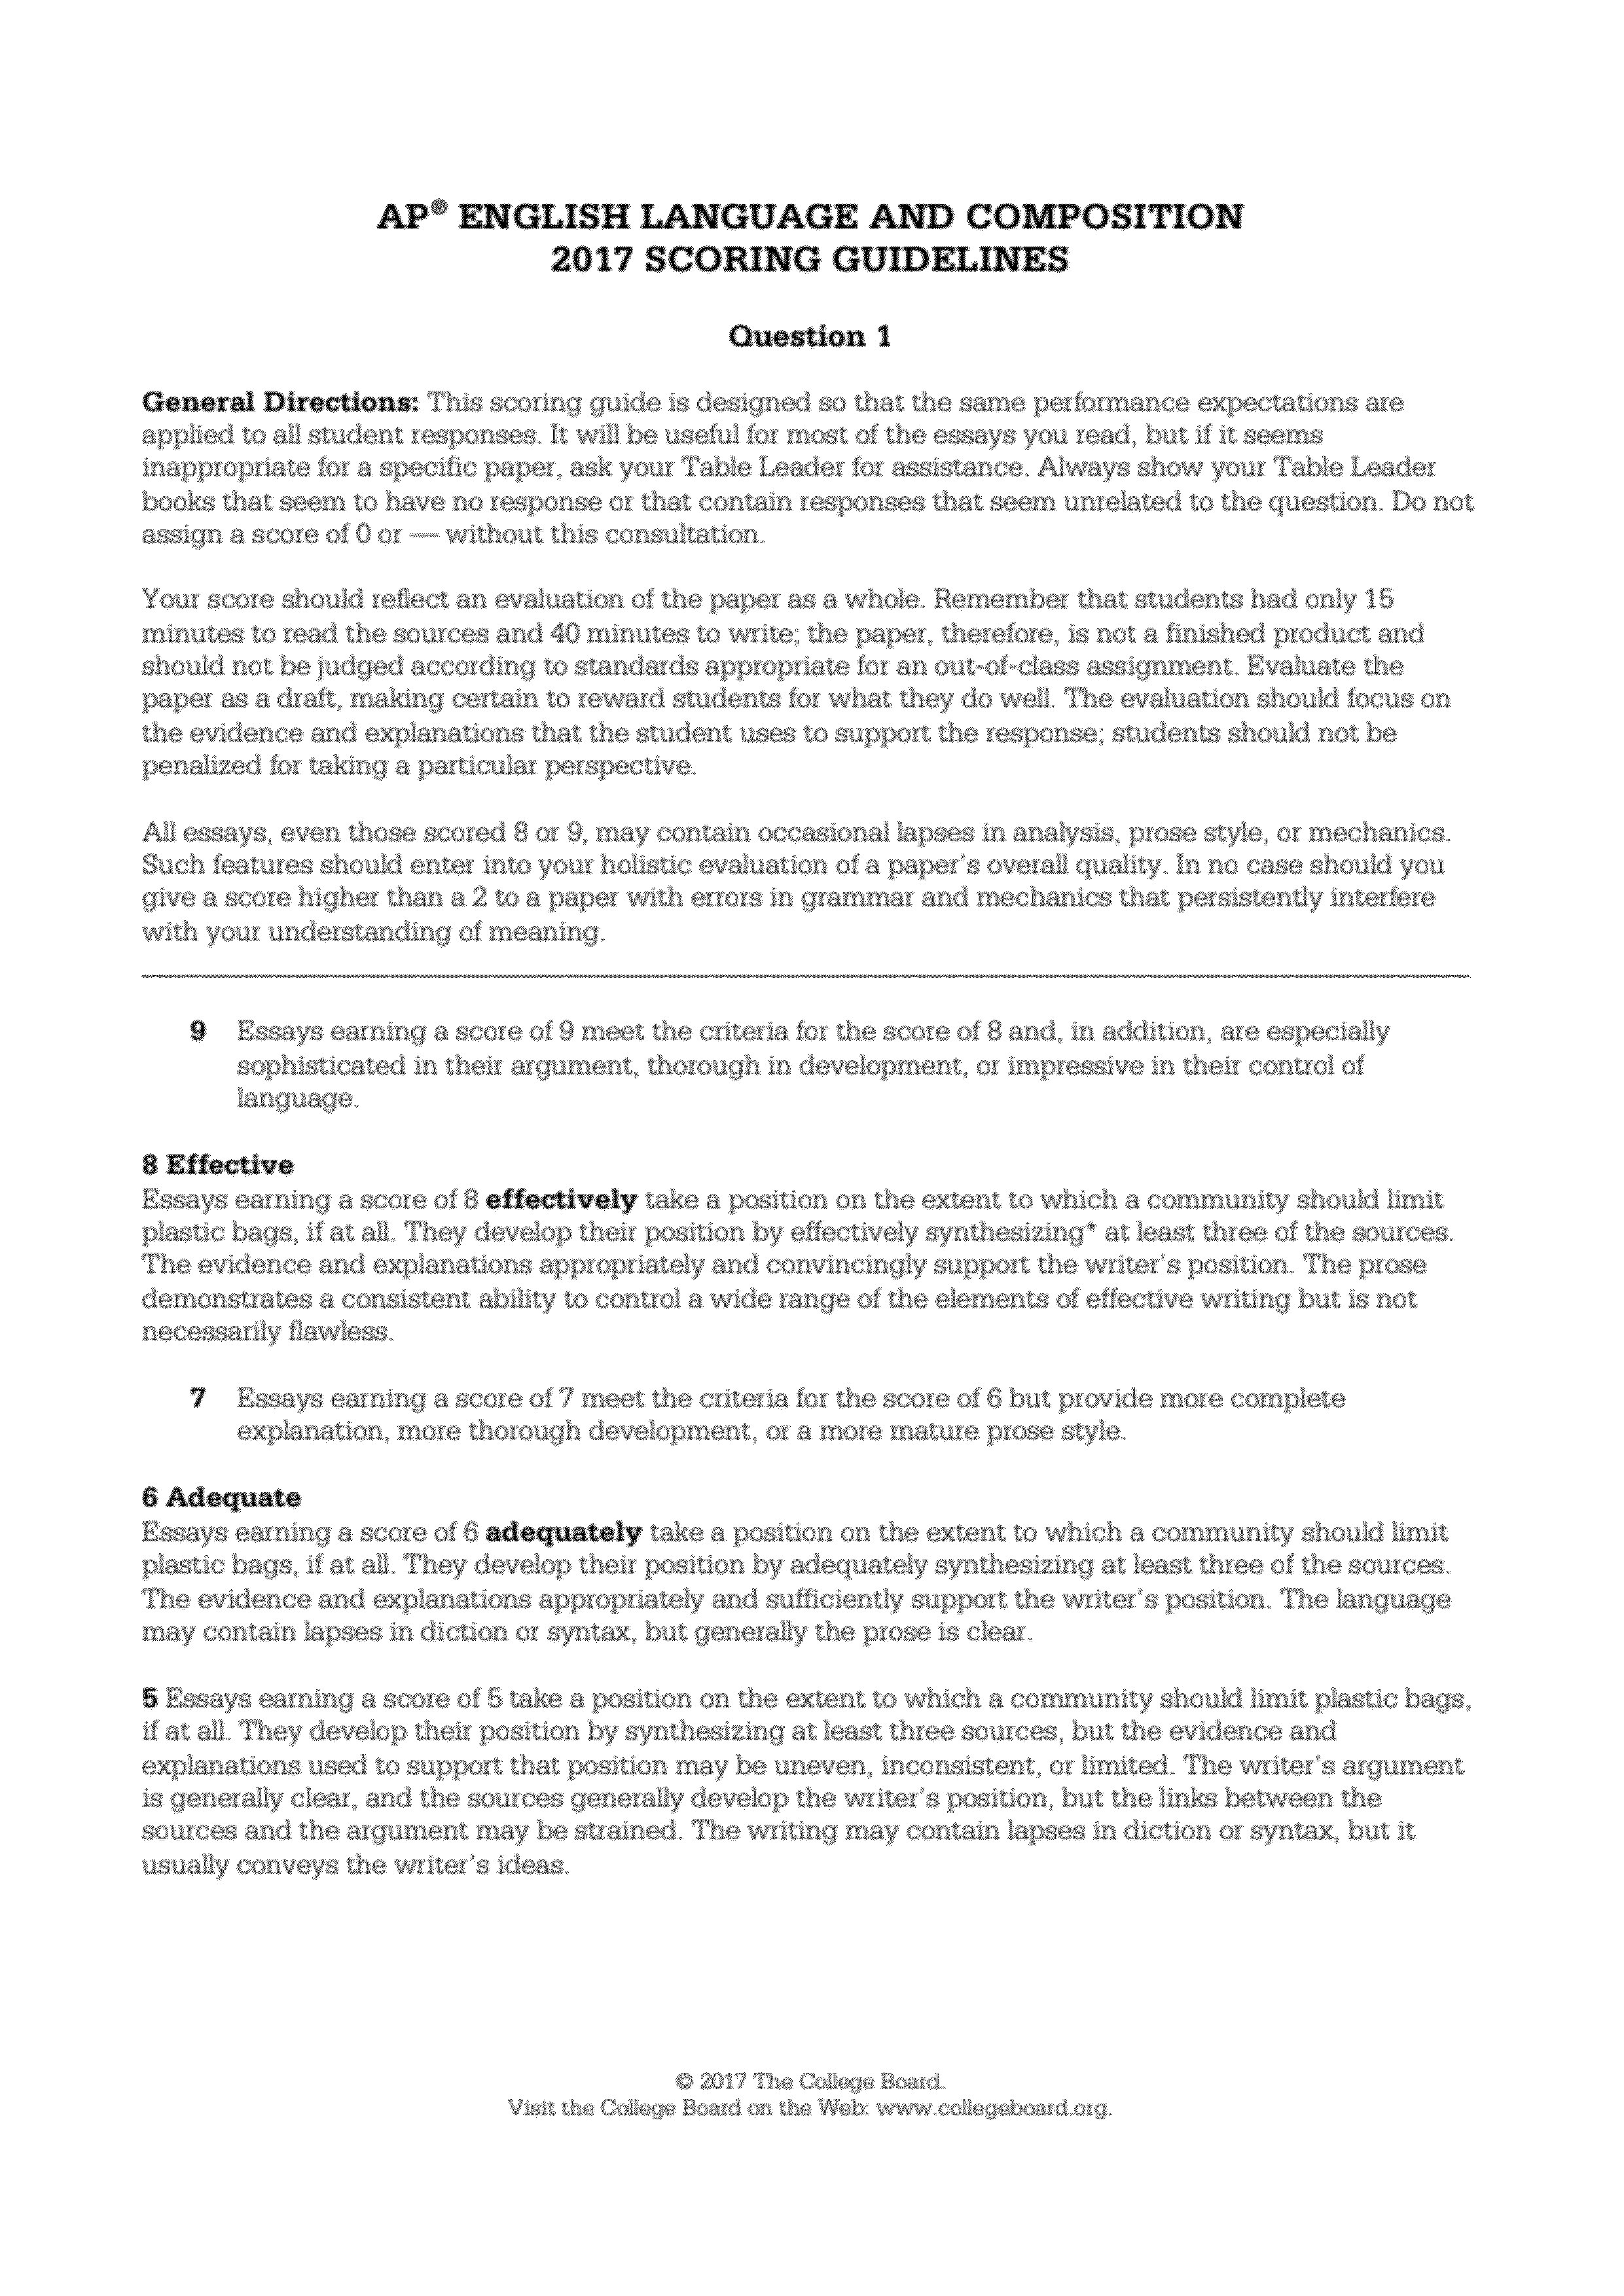 AP® ENGLISH LANGUAGE AND COMPOSITION
2017 SCORING GUIDELINES
Question 1
General Directions: This scoring guide is designed so that the same performance expectations are
applied to all student responses. It will be useful for most of the essays you read, but if it seems
inappropriate for a specific paper, ask your Table Leader for assistance. Always show your Table Leader
books that seem to have no response or that contain responses that seem unrelated to the question. Do not
assign a score of 0 or — without this consultation.
Your score should reflect an evaluation of the paper as a whole. Remember that students had only 15
minutes to read the sources and 40 minutes to write; the paper, therefore, is not a finished product and
should not be judged according to standards appropriate for an out-of-class assignment. Evaluate the
paper as a draft, making certain to reward students for what they do well. The evaluation should focus on
the evidence and explanations that the student uses to support the response; students should not be
penalized for taking a particular perspective.
All essays, even those scored 8 or 9, may contain occasional lapses in analysis, prose style, or mechanics.
Such features should enter into your holistic evaluation of a paper's overall quality. In no case should you
give a score higher than a 2 to a paper with errors in grammar and mechanics that persistently interfere
with your understanding of meaning.
9 Essays earning a score of 9 meet the criteria for the score of 8 and, in addition, are especially
sophisticated in their argument, thorough in development, or impressive in their control of
language.
8 Effective
Essays earning a score of 8 effectively take a position on the extent to which a community should limit
plastic bags, if at all. They develop their position by effectively synthesizing* at least three of the sources.
The evidence and explanations appropriately and convincingly support the writer's position. The prose
demonstrates a consistent ability to control a wide range of the elements of effective writing but is not
necessarily flawless.
7 Essays earning a score of 7 meet the criteria for the score of 6 but provide more complete
explanation, more thorough development, or a more mature prose style.
6 Adequate
Essays earning a score of 6 adequately take a position on the extent to which a community should limit
plastic bags, if at all. They develop their position by adequately synthesizing at least three of the sources.
The evidence and explanations appropriately and sufficiently support the writer's position. The language
may contain lapses in diction or syntax, but generally the prose is clear.
5 Essays earning a score of 5 take a position on the extent to which a community should limit plastic bags,
if at all. They develop their position by synthesizing at least three sources, but the evidence and
explanations used to support that position may be uneven, inconsistent, or limited. The writer's argument
is generally clear, and the sources generally develop the writer's position, but the links between the
sources and the argument may be strained. The writing may contain lapses in diction or syntax, but it
usually conveys the writer's ideas.
© 2017 The College Board.
Visit the College Board on the Web: www.collegeboard.org.